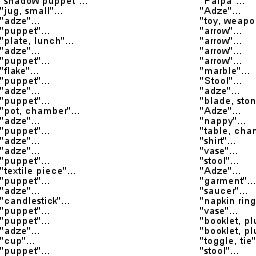 "shadow puppet"...
"Palpa"...
"jug, small"...
"Adze"...
"adze"...
"toy, weapo
"puppet"...
"arrow"...
"plate, lunch"...
"arrow"...
"adze"...
"arrow"...
"puppet"...
"arrow"...
"flake"...
"marble"...
"puppet"...
"Stool"...
"adze"...
"adze"...
"puppet"...
"blade, ston
"pot, chamber"...
"Adze"...
"adze"...
"nappy"...
"puppet"...
"table, chan
"adze"...
"shirt"...
"adze"...
"vase"...
"puppet"...
"stool"...
"textile piece"...
"Adze"...
"puppet"...
"garment"...
"adze"...
"saucer"...
"candlestick"...
"napkin ring
"puppet"...
"vase"...
"puppet"...
"booklet, plu
"adze"...
"booklet, plu
"cup"...
"toggle, tie"
"puppet"...
"stool"...